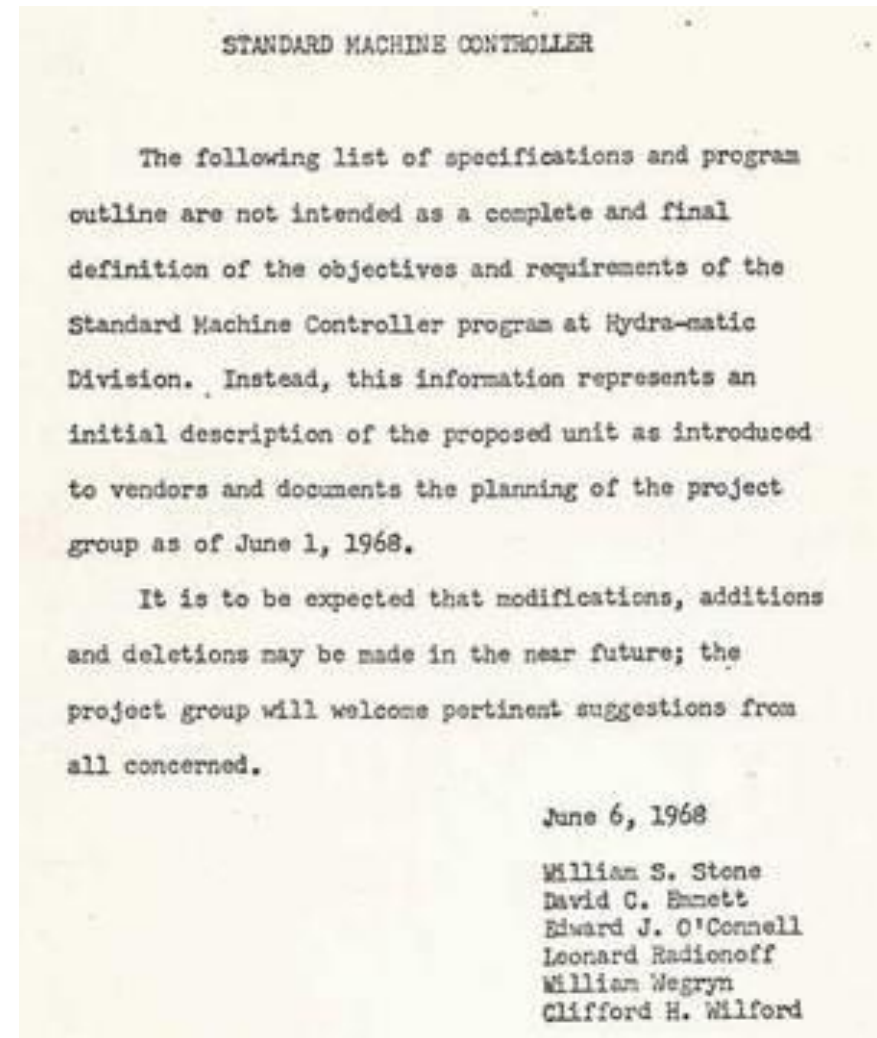 STANDARD MACHINE CONTROLLER
The following list of specifications and program
outline are not intended as a complete and final
definition of the objectives and requirements of the
Standard Machine Controller program at Hydra-matic
Division. Instead, this information represents an
initial description of the proposed unit as introduced
to vendors and documents the planning of the project
group as of June 1, 1968.
It is to be expected that modifications, additions
and deletions may be made in the near future; the
project group will welcome pertinent suggestions from
all concerned.
June 6, 1968
William S. Stone
David C. Emmett
Edward J. O'Connell
Leonard Radionoff
William Wegryn
Clifford H. Wilford